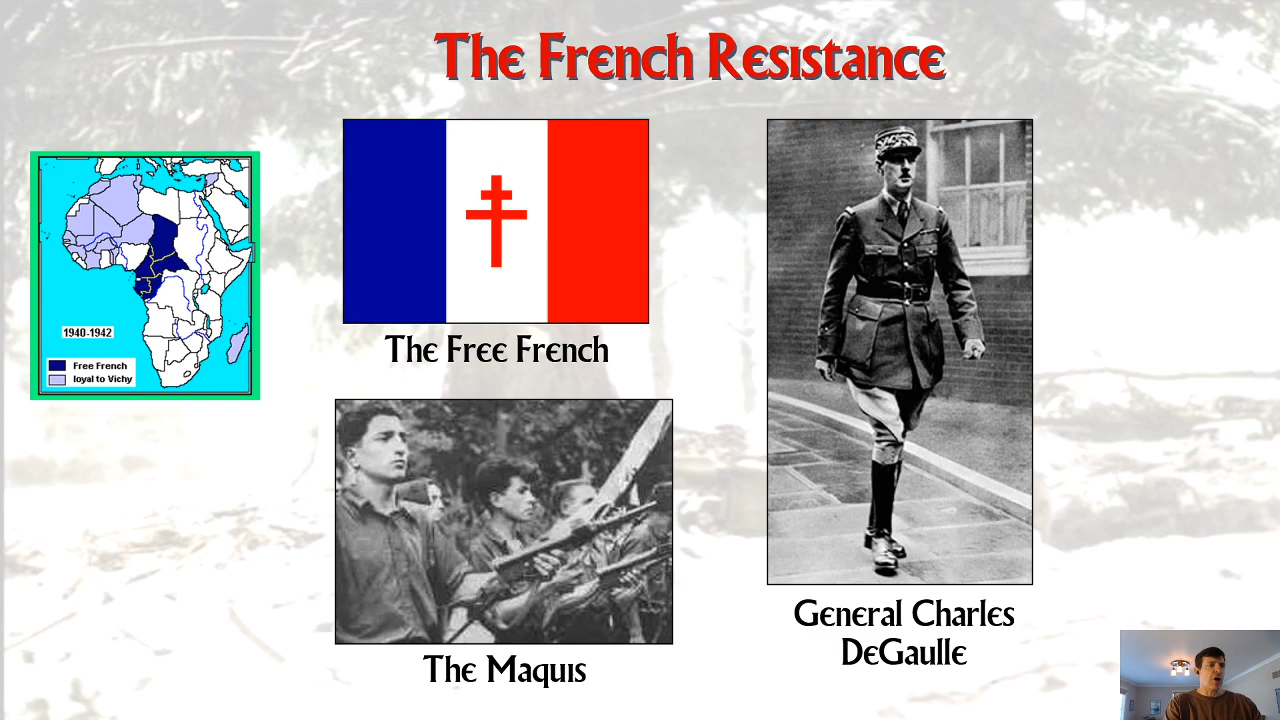 The French Resistance
1940-1942
Free French
loyal to Vichy
The Free French
The Maquis
General Charles
DeGaulle